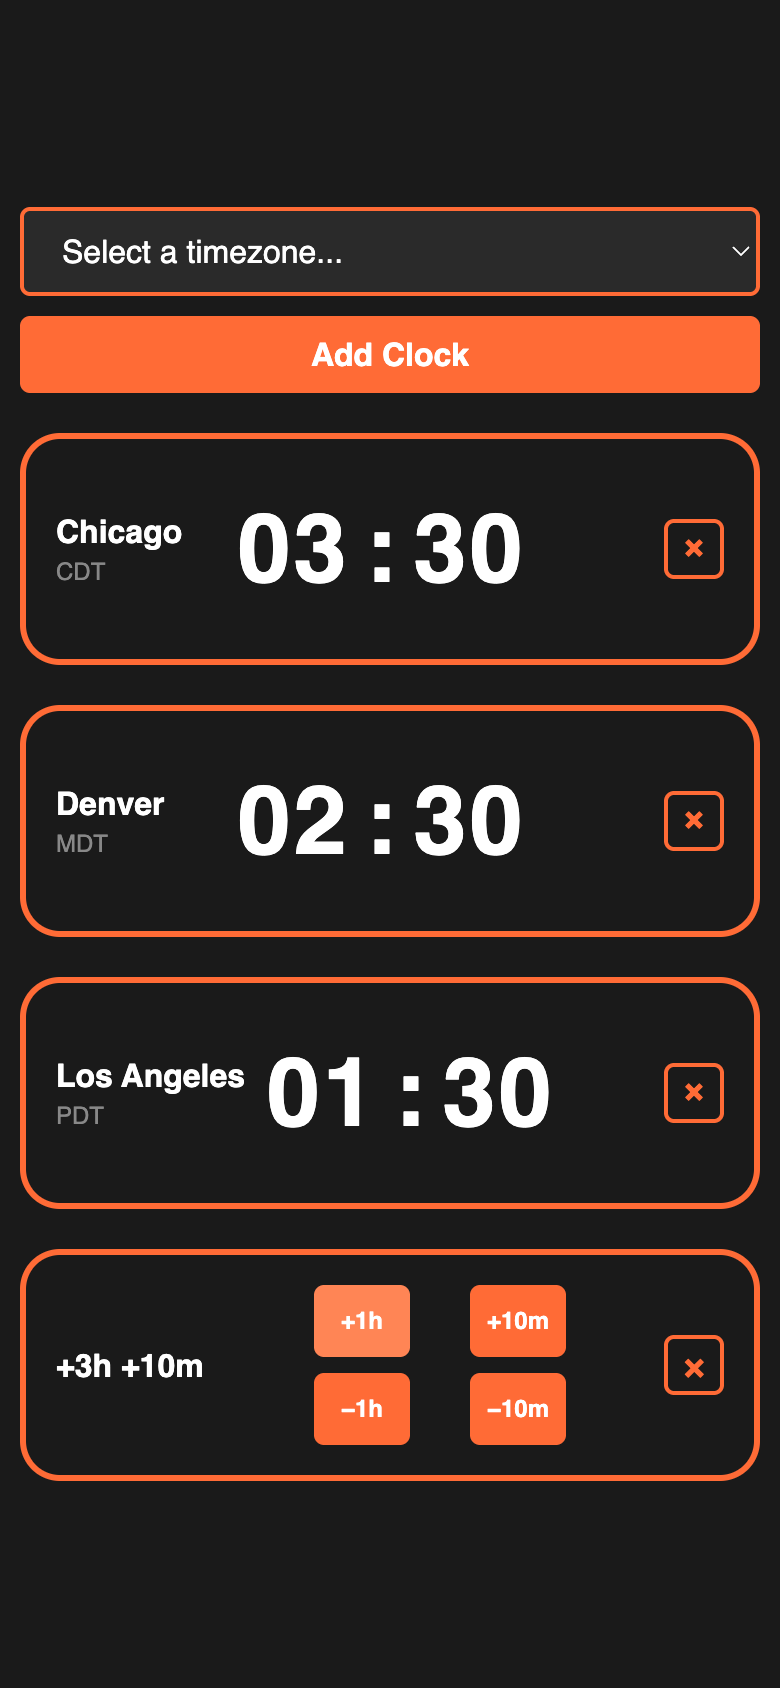 Select a timezone...
Add Clock
Chicago
CDT
03 : 30
Denver
MDT
02 : 30
Los Angeles
PDT
01 : 30
+3h +10m
+1h
+10m
−1h
−10m